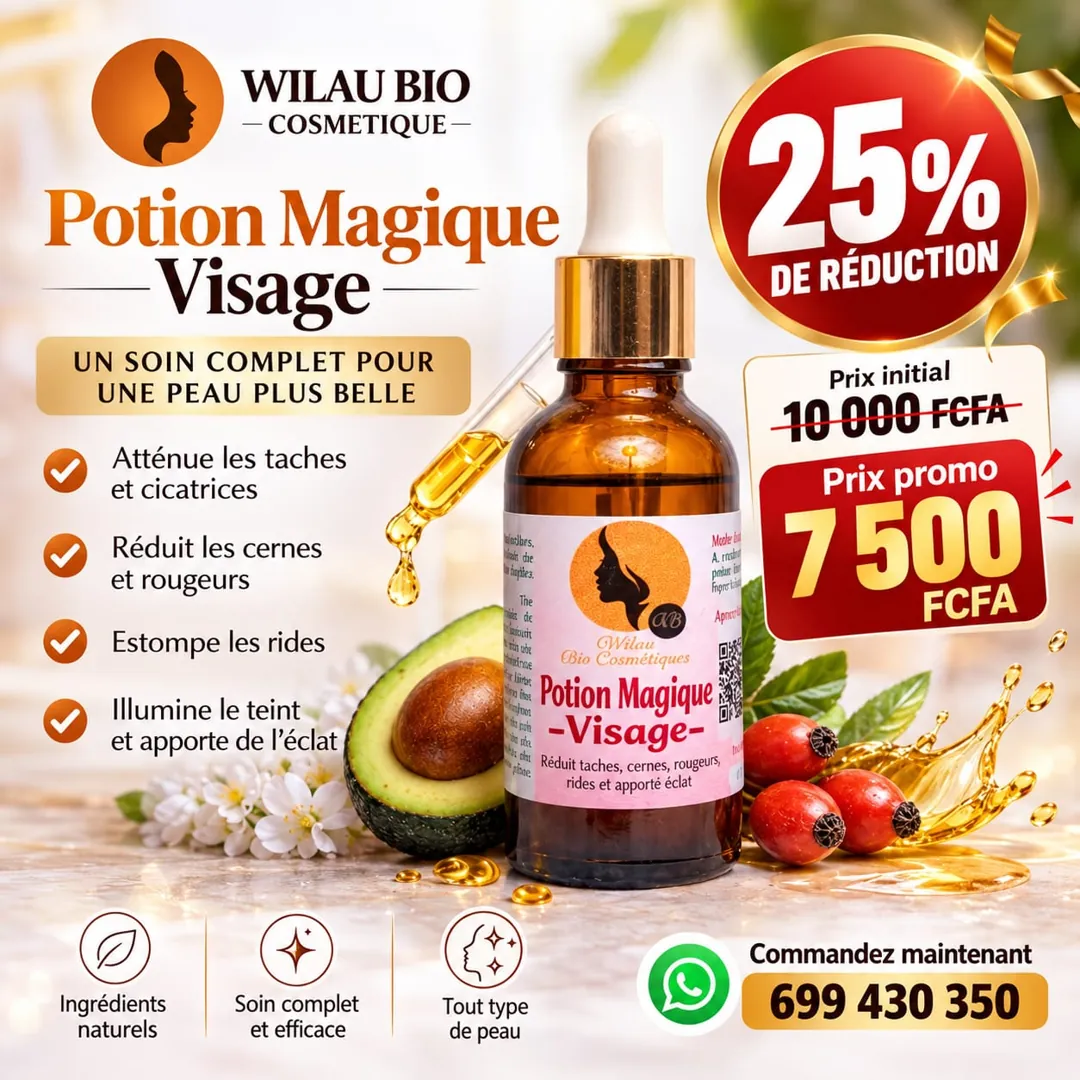 WILAU BIO
COSMETIQUE
Potion Magique
Visage
UN SOIN COMPLET POUR
UNE PEAU PLUS BELLE
Atténue les taches
et cicatrices
Réduit les cernes
et rougeurs
Estompe les rides
Illumine le teint
et apporte de l'éclat
25%
DE RÉDUCTION
Prix initial
10 000 FCFA
Prix promo
7 500
FCFA
The
AB
Wilau
Bio Cosmétiques
Potion Magique
-Visage-
Réduit taches, cernes, rougeurs,
rides et apporté éclat
Ingrédients
naturels
Soin complet
et efficace
Tout type
de peau
Commandez maintenant
699 430 350